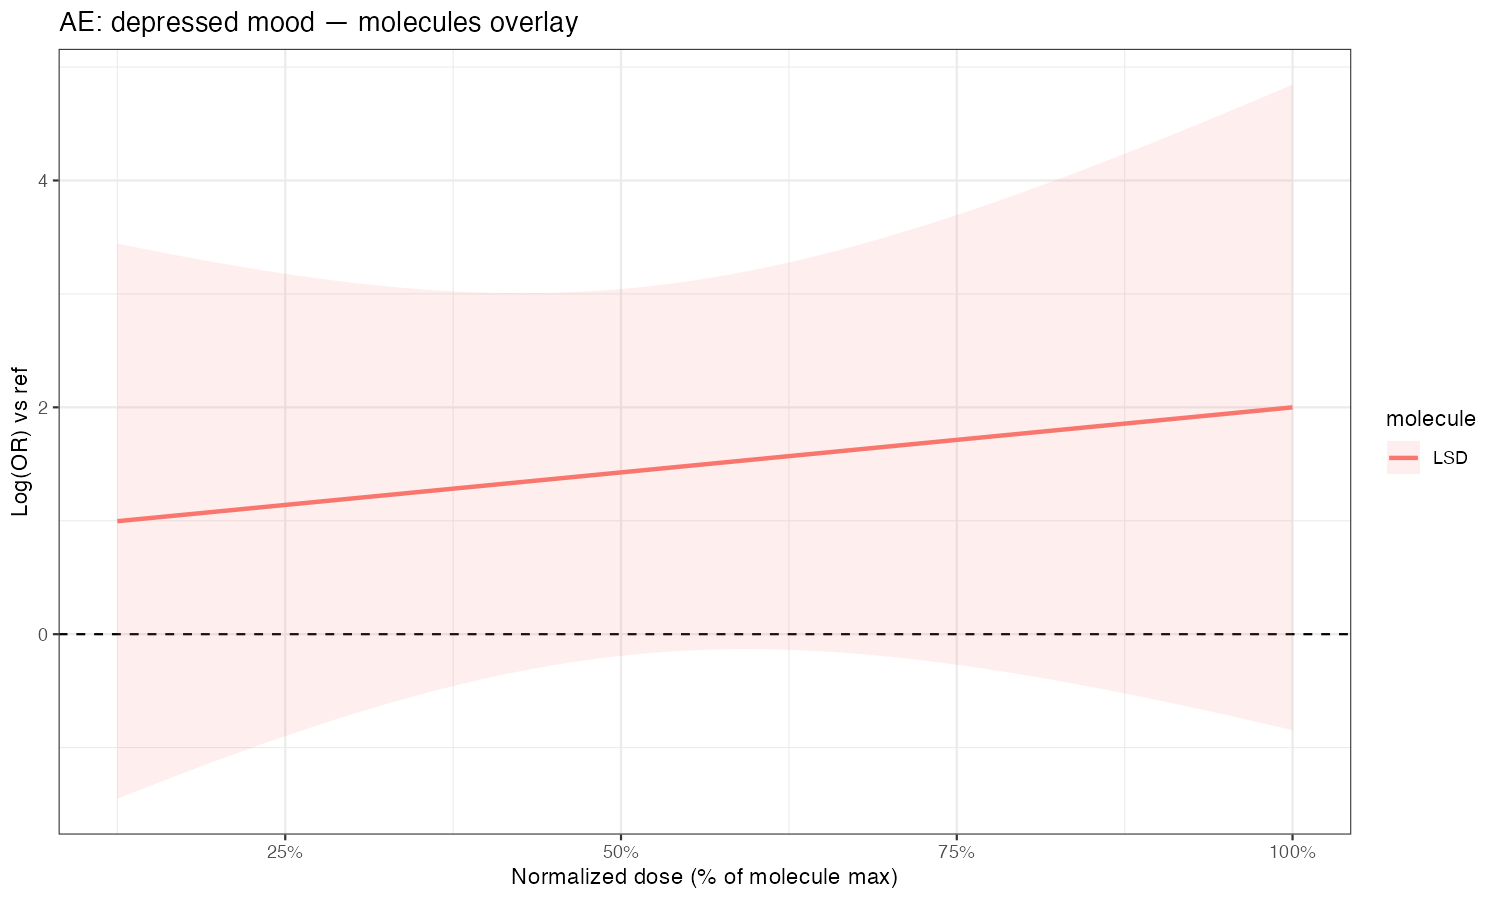 AE: depressed mood — molecules overlay
Log(OR) vs ref
4
2
0
25%
50%
75%
100%
Normalized dose (% of molecule max)
molecule
LSD